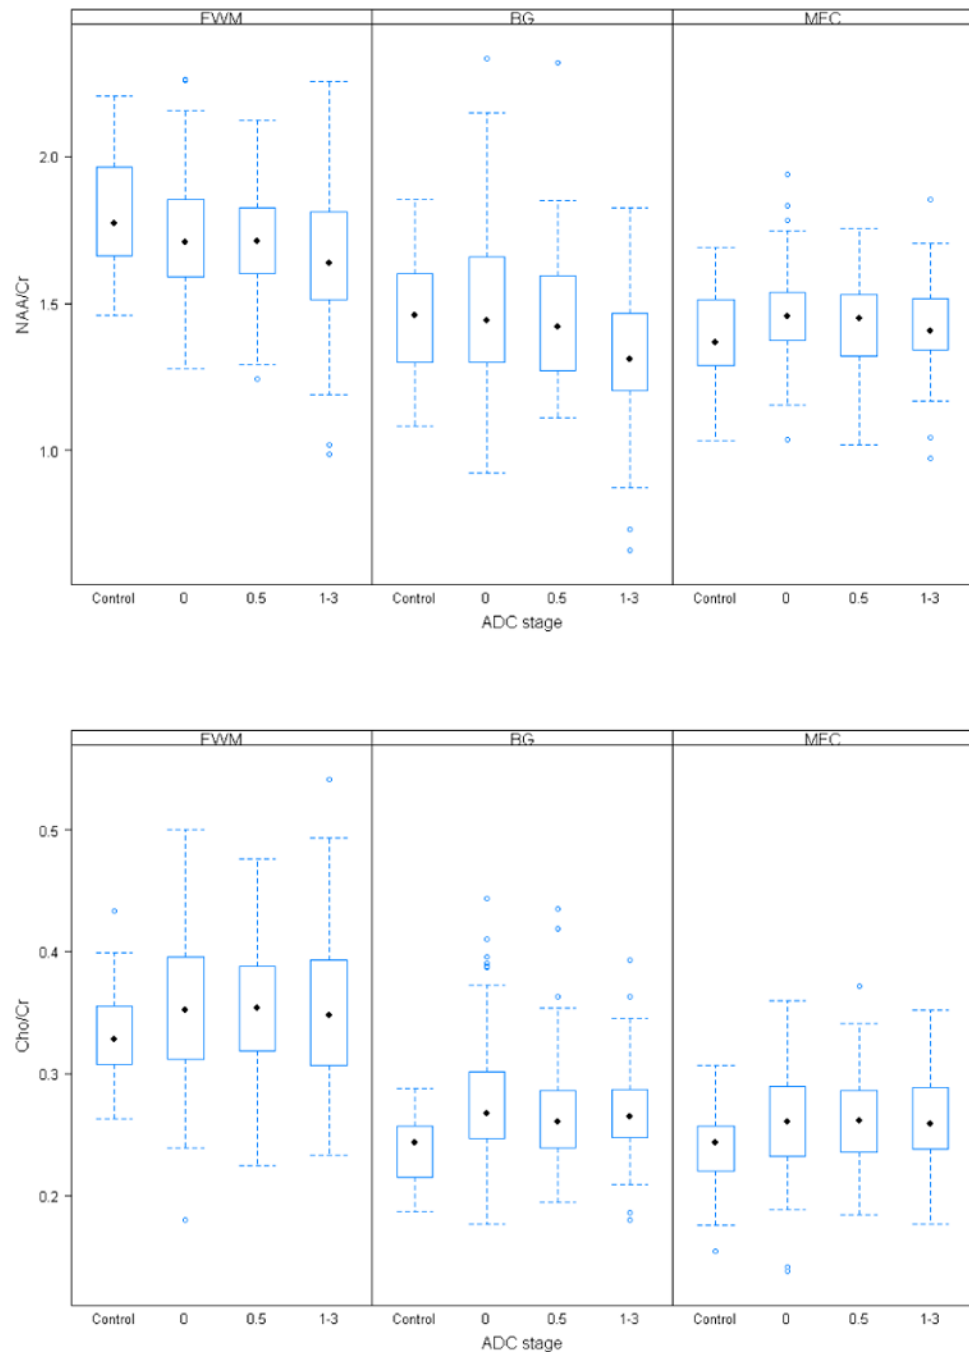 FWM BG MFC
2.0
1.5
1.0
NAA/Cr
Control 0 0.5 1-3 Control 0 0.5 1-3 Control 0 0.5 1-3
ADC stage
FWM BG MFC
0.5
0.4
0.3
0.2
Cho/Cr
Control 0 0.5 1-3 Control 0 0.5 1-3 Control 0 0.5 1-3
ADC stage